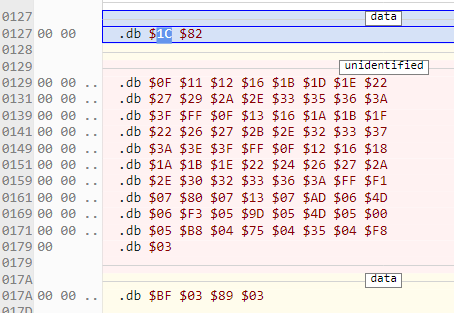 0127 data
0127 00 00 .db $1C $82
0128
0129 unidentified
0129 00 00 .. .db $0F $11 $12 $16 $1B $1D $1E $22
0131 00 00 .. .db $27 $29 $2A $2E $33 $35 $36 $3A
0139 00 00 .. .db $3F $FF $0F $13 $16 $1A $1B $1F
0141 00 00 .. .db $22 $26 $27 $2B $2E $32 $33 $37
0149 00 00 .. .db $3A $3E $3F $FF $0F $12 $16 $18
0151 00 00 .. .db $1A $1B $1E $22 $24 $26 $27 $2A
0159 00 00 .. .db $2E $30 $32 $33 $36 $3A $FF $F1
0161 00 00 .. .db $07 $80 $07 $13 $07 $AD $06 $4D
0169 00 00 .. .db $06 $F3 $05 $9D $05 $4D $05 $00
0171 00 00 .. .db $05 $B8 $04 $75 $04 $35 $04 $F8
0179 00 .db $03
0179
017A data
017A 00 00 .. .db $BF $03 $89 $03
017D